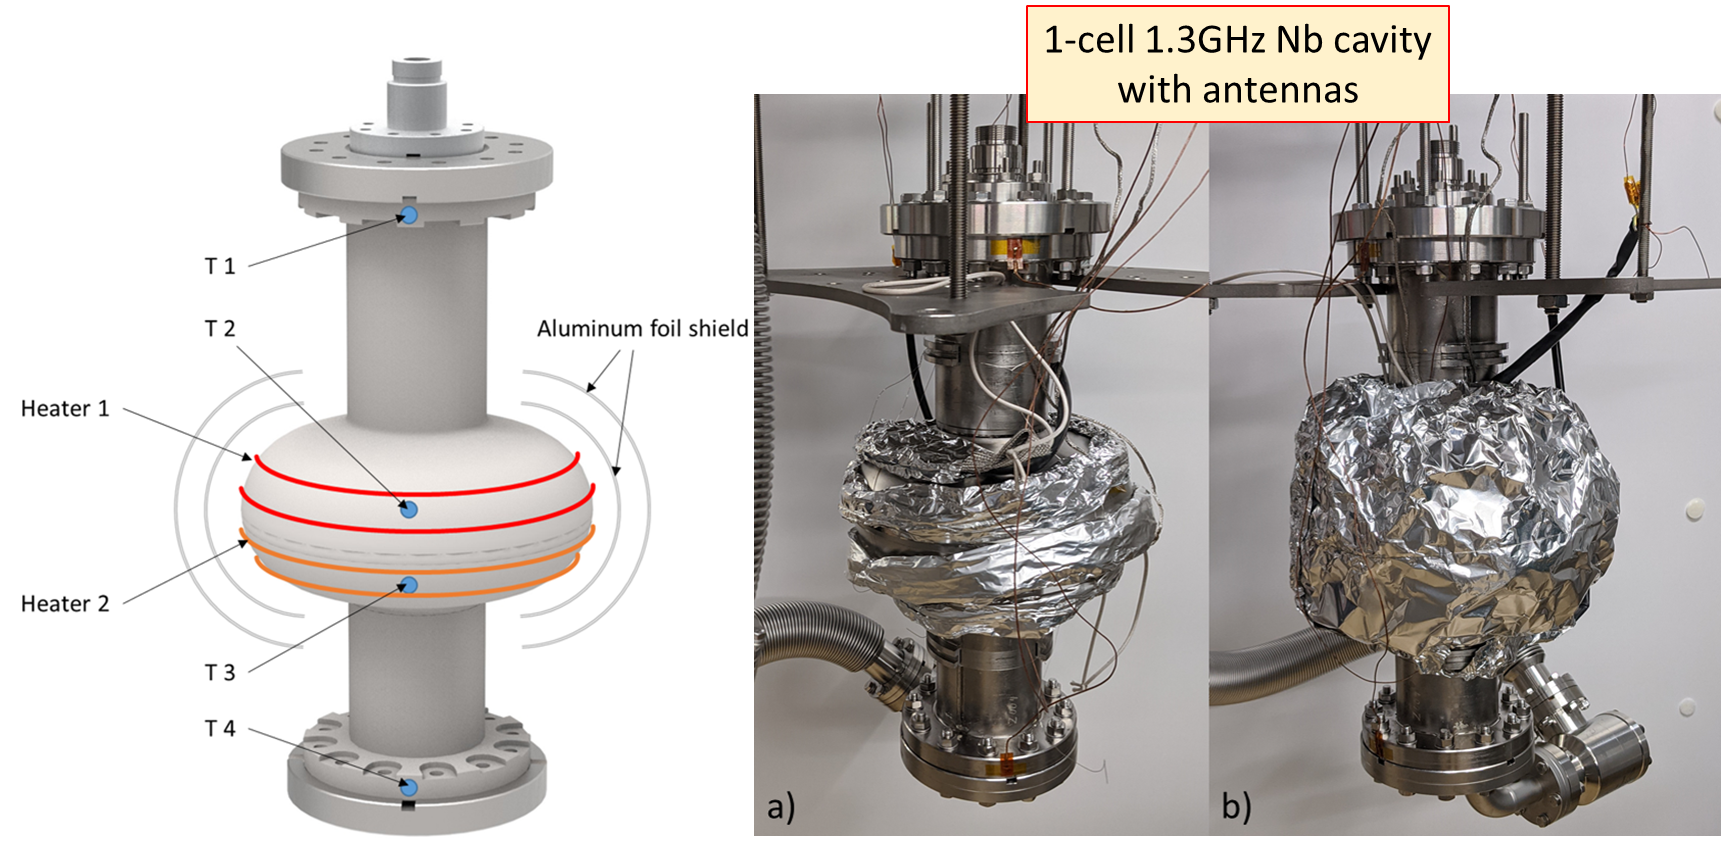 1-cell 1.3GHz Nb cavity
with antennas
T 1
T 2
Aluminum foil shield
Heater 1
Heater 2
T 3
T 4
a)
b)